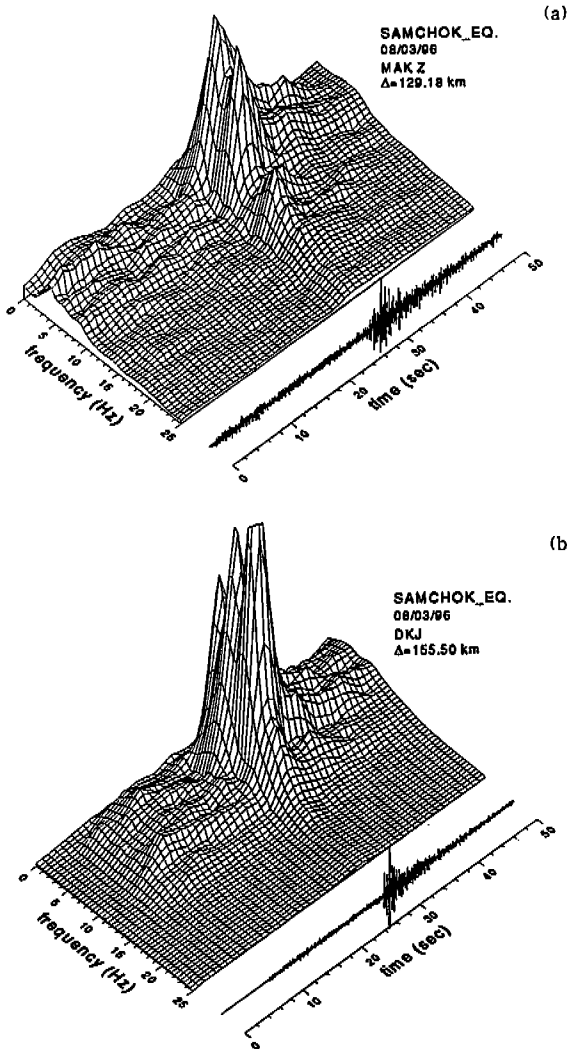 (a)
SAMCHOK_EQ.
08/03/96
MAK Z
Δ=129.18 km
0
5
10
15
20
25
frequency (Hz)
0
10
20
30
40
50
time (sec)
(b
SAMCHOK_EQ.
08/03/96
DKJ
Δ=155.50 km
0
5
10
15
20
25
frequency (Hz)
0
10
20
30
40
50
time (sec)